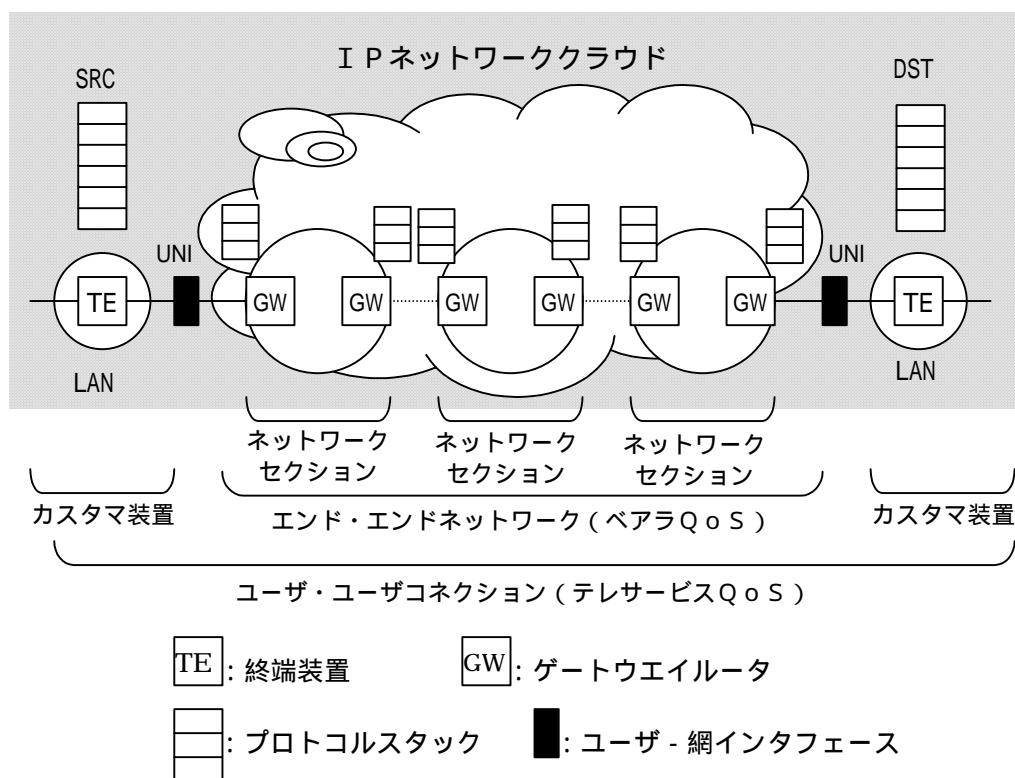 ＩＰネットワーククラウド
SRC
DST
UNI
UNI
TE
GW
GW
GW
GW
GW
GW
TE
LAN
LAN
ネットワーク
セクション
ネットワーク
セクション
ネットワーク
セクション
カスタマ装置
エンド・エンドネットワーク（ベアラＱｏＳ）
カスタマ装置
ユーザ・ユーザコネクション（テレサービスＱｏＳ）
TE：終端装置
GW：ゲートウエイルータ
：プロトコルスタック
：ユーザ‐網インタフェース